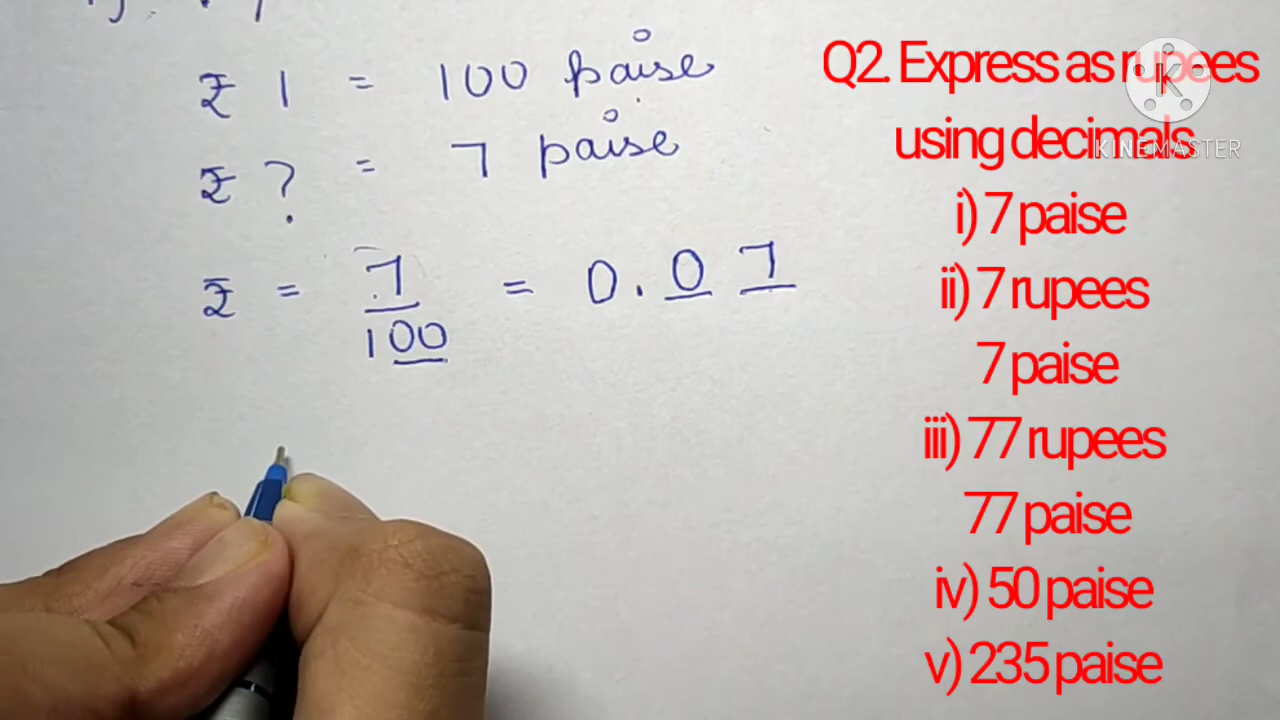 ₹ 1 = 100 paise
₹ ? = 7 paise
₹ = 7/100 = 0.07
Q2. Express as rupees
using decimals
i) 7 paise
ii) 7 rupees
7 paise
iii) 77 rupees
77 paise
iv) 50 paise
v) 235 paise
K
KINEMASTER